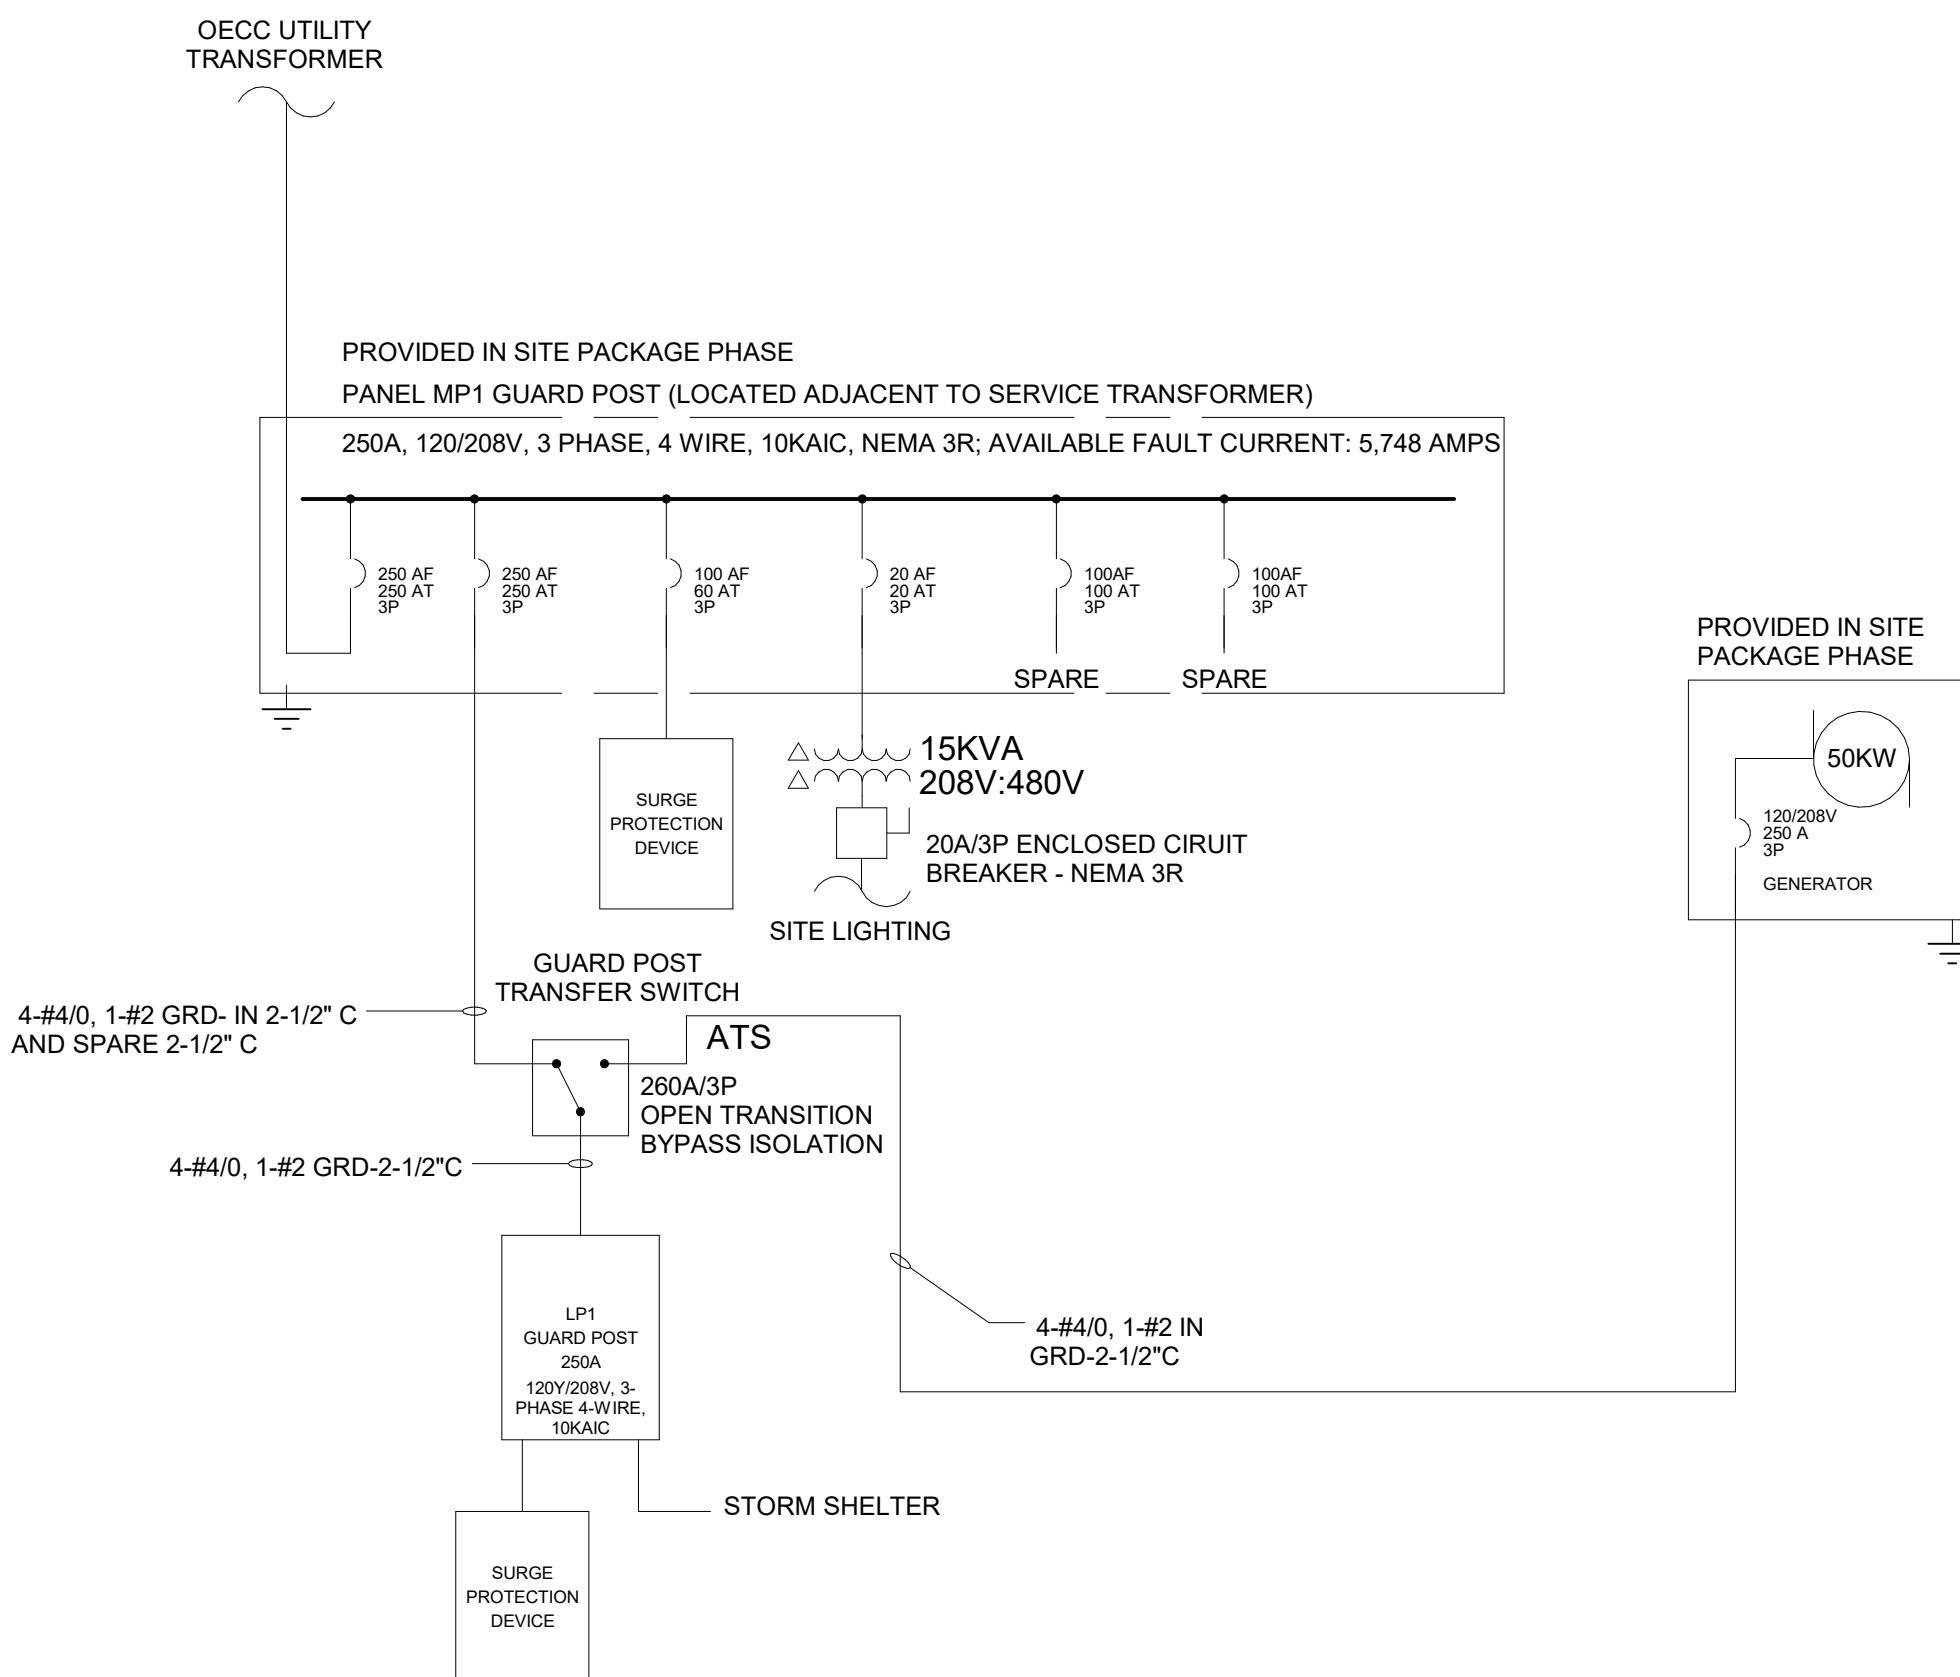 OECC UTILITY
TRANSFORMER
PROVIDED IN SITE PACKAGE PHASE
PANEL MP1 GUARD POST (LOCATED ADJACENT TO SERVICE TRANSFORMER)
250A, 120/208V, 3 PHASE, 4 WIRE, 10KAIC, NEMA 3R; AVAILABLE FAULT CURRENT: 5,748 AMPS
250 AF
250 AT
3P
250 AF
250 AT
3P
100 AF
60 AT
3P
20 AF
20 AT
3P
100AF
100 AT
3P
100AF
100 AT
3P
SPARE
SPARE
PROVIDED IN SITE
PACKAGE PHASE
50KW
120/208V
250 A
3P
GENERATOR
SURGE
PROTECTION
DEVICE
15KVA
208V:480V
20A/3P ENCLOSED CIRUIT
BREAKER - NEMA 3R
SITE LIGHTING
GUARD POST
TRANSFER SWITCH
4-#4/0, 1-#2 GRD- IN 2-1/2" C
AND SPARE 2-1/2" C
ATS
260A/3P
OPEN TRANSITION
BYPASS ISOLATION
4-#4/0, 1-#2 GRD-2-1/2"C
LP1
GUARD POST
250A
120Y/208V, 3-
PHASE 4-WIRE,
10KAIC
4-#4/0, 1-#2 IN
GRD-2-1/2"C
STORM SHELTER
SURGE
PROTECTION
DEVICE